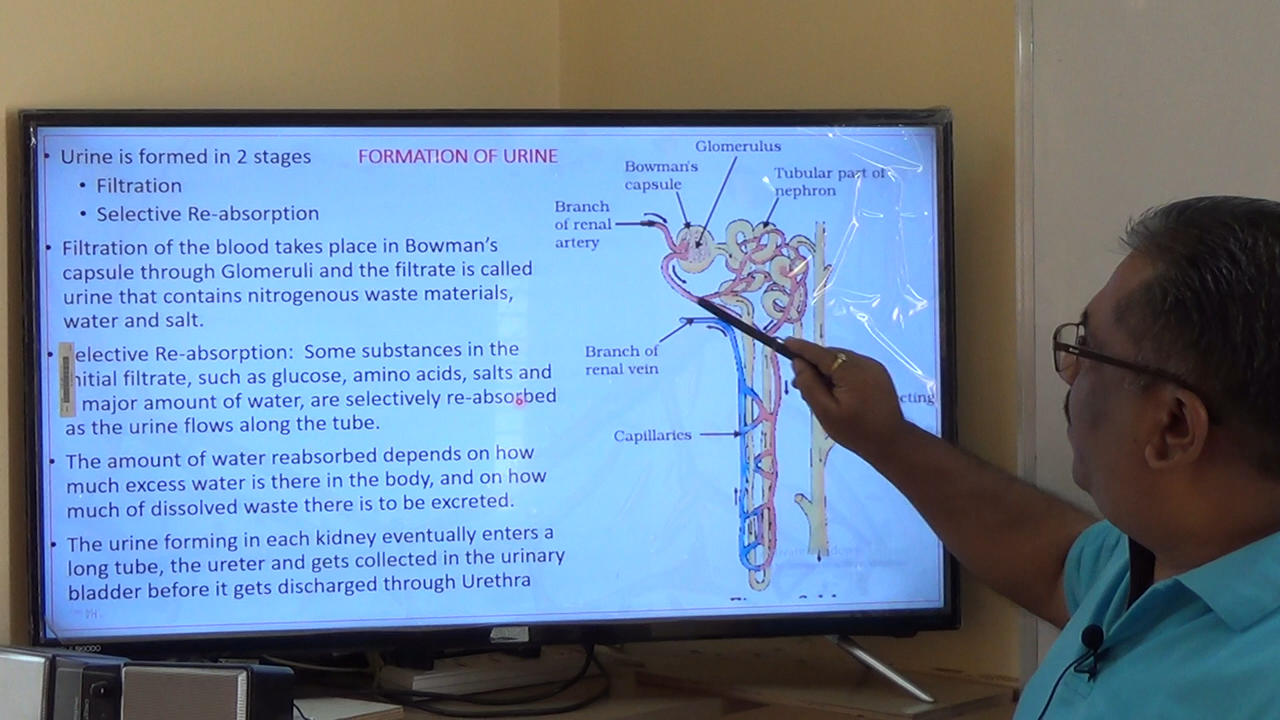 • Urine is formed in 2 stages
FORMATION OF URINE
• Filtration
• Selective Re-absorption
• Filtration of the blood takes place in Bowman's
capsule through Glomeruli and the filtrate is called
urine that contains nitrogenous waste materials,
water and salt.
• elective Re-absorption: Some substances in the
nitial filtrate, such as glucose, amino acids, salts and
major amount of water, are selectively re-absorbed
as the urine flows along the tube.
• The amount of water reabsorbed depends on how
much excess water is there in the body, and on how
much of dissolved waste there is to be excreted.
• The urine forming in each kidney eventually enters a
long tube, the ureter and gets collected in the urinary
bladder before it gets discharged through Urethra
Glomerulus
Bowman's
capsule
Tubular part of
nephron
Branch
of renal
artery
Branch of
renal vein
cting
Capillaries